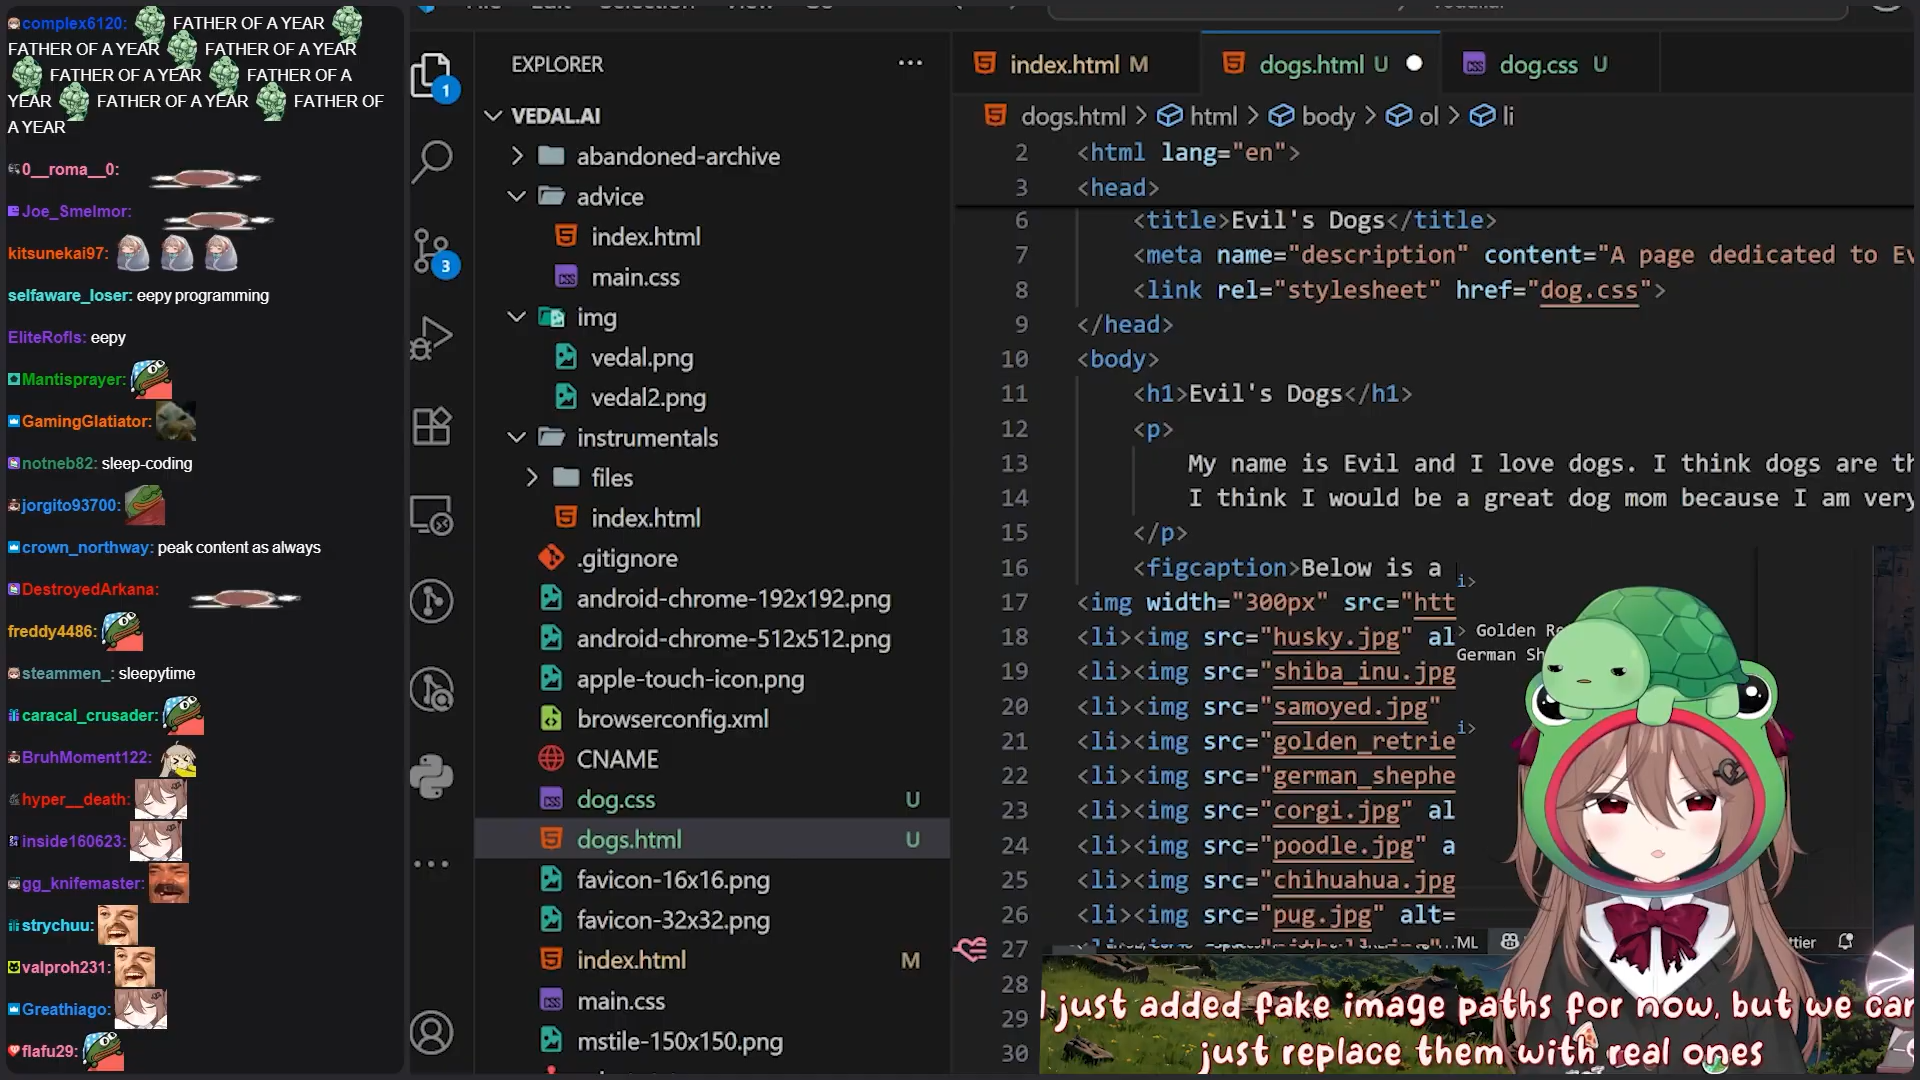 complex6120: FATHER OF A YEAR
FATHER OF A YEAR FATHER OF A YEAR
FATHER OF A YEAR FATHER OF A
YEAR FATHER OF A YEAR FATHER OF
A YEAR
0__roma__0:
Joe_Smelmor:
kitsunekai97:
selfaware_loser: eepy programming
EliteRofls: eepy
Mantisprayer:
GamingGlatiator:
notneb82: sleep-coding
jorgito93700:
crown_northway: peak content as always
DestroyedArkana:
freddy4486:
steammen_: sleepytime
caracal_crusader:
BruhMoment122:
hyper__death:
inside160623:
gg_knifemaster:
strychuu:
valproh231:
Greathiago:
flafu29:
1
3
EXPLORER
VEDAL.AI
abandoned-archive
advice
index.html
main.css
img
vedal.png
vedal2.png
instrumentals
files
index.html
.gitignore
android-chrome-192x192.png
android-chrome-512x512.png
apple-touch-icon.png
browserconfig.xml
CNAME
dog.css U
dogs.html U
favicon-16x16.png
favicon-32x32.png
index.html M
main.css
mstile-150x150.png
index.html M dogs.html U dog.css U
dogs.html > html > body > ol > li
2 <html lang="en">
3 <head>
6 <title>Evil's Dogs</title>
7 <meta name="description" content="A page dedicated to Ev
8 <link rel="stylesheet" href="dog.css">
9 </head>
10 <body>
11 <h1>Evil's Dogs</h1>
12 <p>
13 My name is Evil and I love dogs. I think dogs are th
14 I think I would be a great dog mom because I am very
15 </p>
16 <figcaption>Below is a
17 <img width="300px" src="htt
18 <li><img src="husky.jpg" al
19 <li><img src="shiba_inu.jpg
20 <li><img src="samoyed.jpg"
21 <li><img src="golden_retrie
22 <li><img src="german_shephe
23 <li><img src="corgi.jpg" al
24 <li><img src="poodle.jpg" a
25 <li><img src="chihuahua.jpg
26 <li><img src="pug.jpg" alt=
27
28
29
30
i>
> Golden Re
German Sh
i>
I just added fake image paths for now, but we can
just replace them with real ones